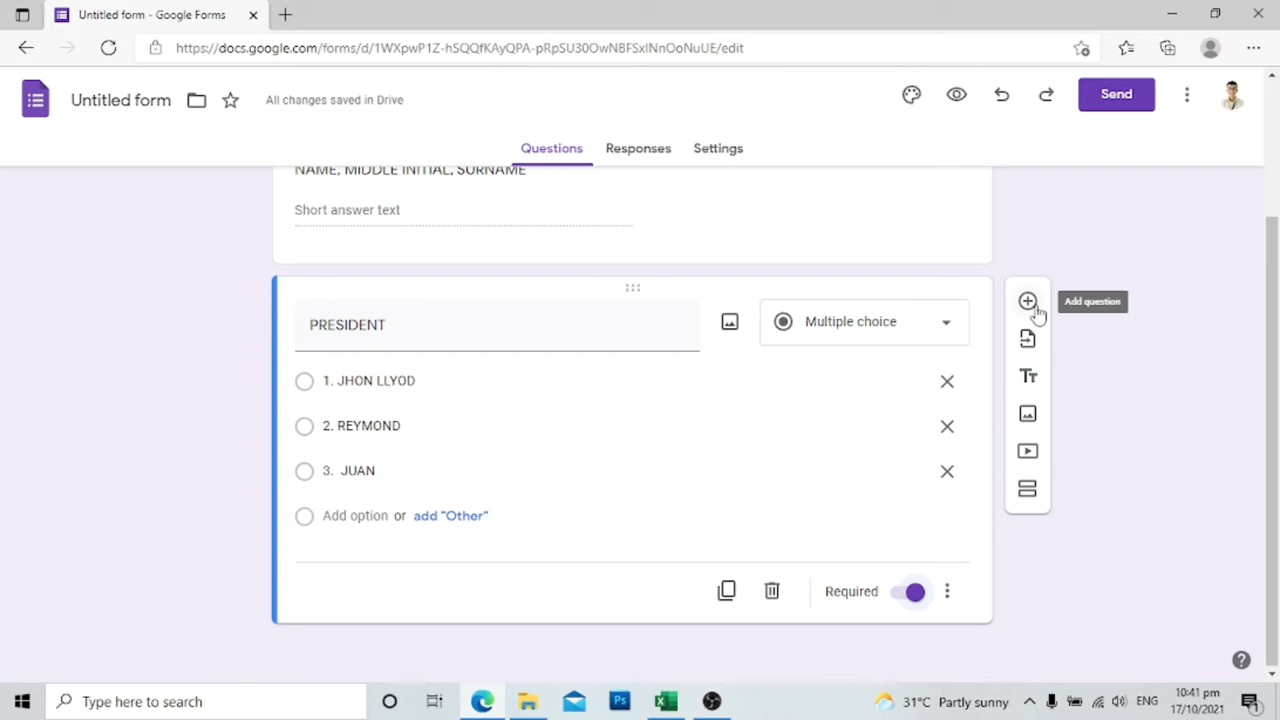 Untitled form - Google Forms
https://docs.google.com/forms/d/1WXpwP1Z-hSQQfKAyQPA-pRpSU30OwNBFSxlNnOoNuUE/edit
Untitled form
All changes saved in Drive
Send
Questions
Responses
Settings
NAME, MIDDLE INITIAL, SURNAME
Short answer text
PRESIDENT
Multiple choice
Add question
1. JHON LLYOD
2. REYMOND
3. JUAN
Add option or add "Other"
Required
Type here to search
31°C Partly sunny
ENG
10:41 pm
17/10/2021